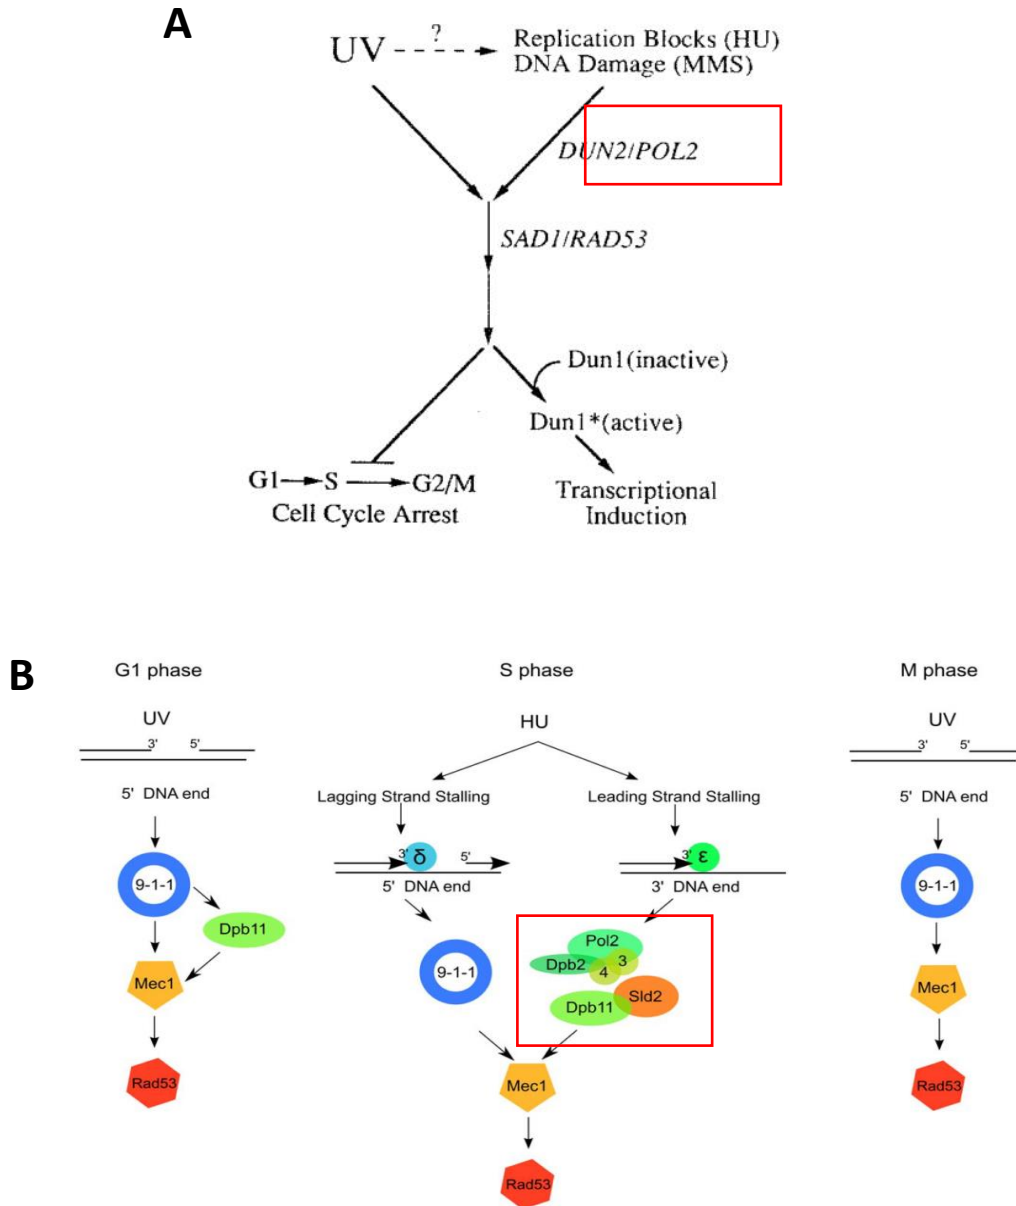 A
UV
?
Replication Blocks (HU)
DNA Damage (MMS)
DUN2/POL2
SAD1/RAD53
Dun1(inactive)
Dun1*(active)
G1
S
G2/M
Cell Cycle Arrest
Transcriptional
Induction
B
G1 phase
S phase
M phase
UV
3'
5'
5' DNA end
9-1-1
Dpb11
Mec1
Rad53
HU
Lagging Strand Stalling
Leading Strand Stalling
3'
δ
5'
5' DNA end
3'
ε
3' DNA end
9-1-1
Pol2
Dpb2
3
4
Dpb11
Sld2
Mec1
Rad53
UV
3'
5'
5' DNA end
9-1-1
Mec1
Rad53